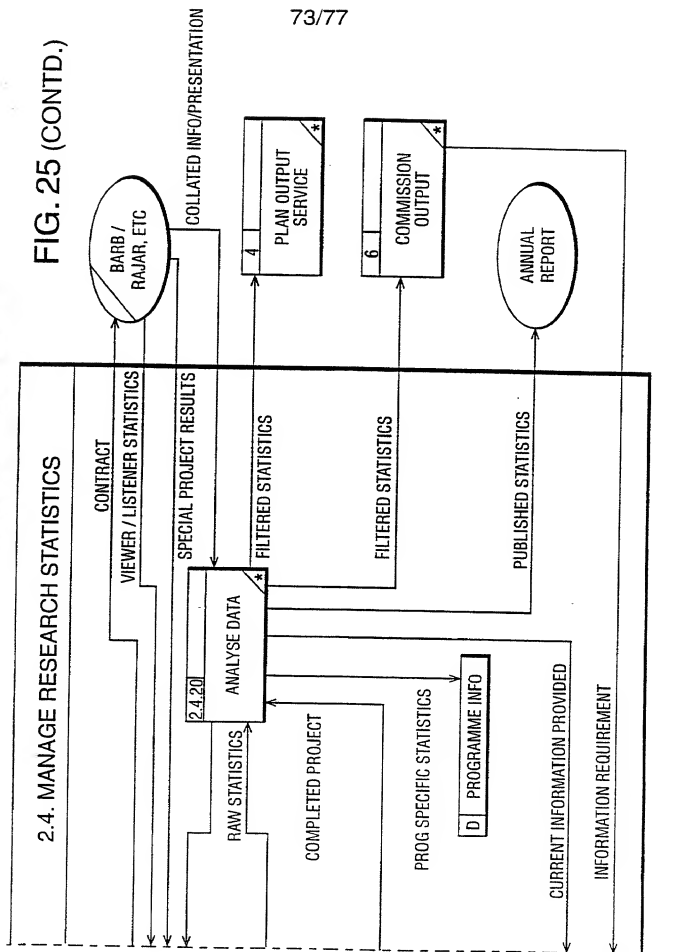 73/77
FIG. 25 (CONTD.)
2.4. MANAGE RESEARCH STATISTICS
BARB /
RAJAR, ETC
COLLATED INFO/PRESENTATION
CONTRACT
VIEWER / LISTENER STATISTICS
SPECIAL PROJECT RESULTS
4
PLAN OUTPUT
SERVICE
*
FILTERED STATISTICS
2.4.20
ANALYSE DATA
*
RAW STATISTICS
6
COMMISSION
OUTPUT
*
FILTERED STATISTICS
COMPLETED PROJECT
ANNUAL
REPORT
PUBLISHED STATISTICS
PROG SPECIFIC STATISTICS
D PROGRAMME INFO
CURRENT INFORMATION PROVIDED
INFORMATION REQUIREMENT